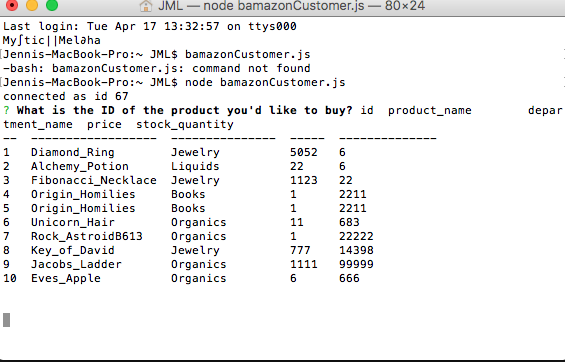 JML — node bamazonCustomer.js — 80×24
Last login: Tue Apr 17 13:32:57 on ttys000
My∫tic||Mel∂ha
[Jennis-MacBook-Pro:~ JML$ bamazonCustomer.js
-bash: bamazonCustomer.js: command not found
[Jennis-MacBook-Pro:~ JML$ node bamazonCustomer.js
connected as id 67
? What is the ID of the product you'd like to buy? id  product_name        depar
tment_name  price  stock_quantity
--  ------------------  ---------------  -----  --------------
1   Diamond_Ring        Jewelry          5052   6
2   Alchemy_Potion      Liquids          22     6
3   Fibonacci_Necklace  Jewelry          1123   22
4   Origin_Homilies     Books            1      2211
5   Origin_Homilies     Books            1      2211
6   Unicorn_Hair        Organics         11     683
7   Rock_AstroidB613    Organics         1      22222
8   Key_of_David        Jewelry          777    14398
9   Jacobs_Ladder       Organics         1111   99999
10  Eves_Apple          Organics         6      666